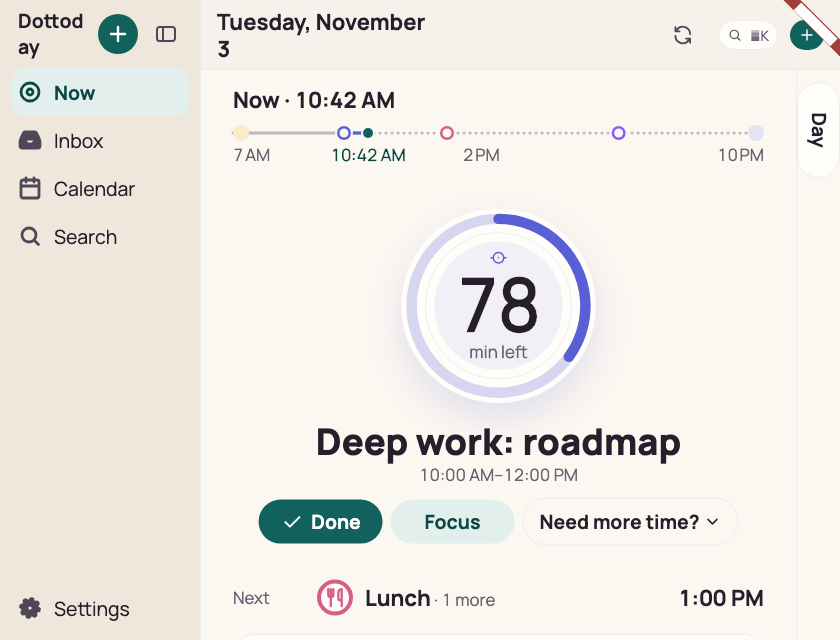 Dottod
ay
Now
Inbox
Calendar
Search
Settings
Tuesday, November
3
K
Now · 10:42 AM
7 AM
10:42 AM
2 PM
10 PM
Day
78
min left
Deep work: roadmap
10:00 AM–12:00 PM
Done
Focus
Need more time?
Next
Lunch · 1 more
1:00 PM